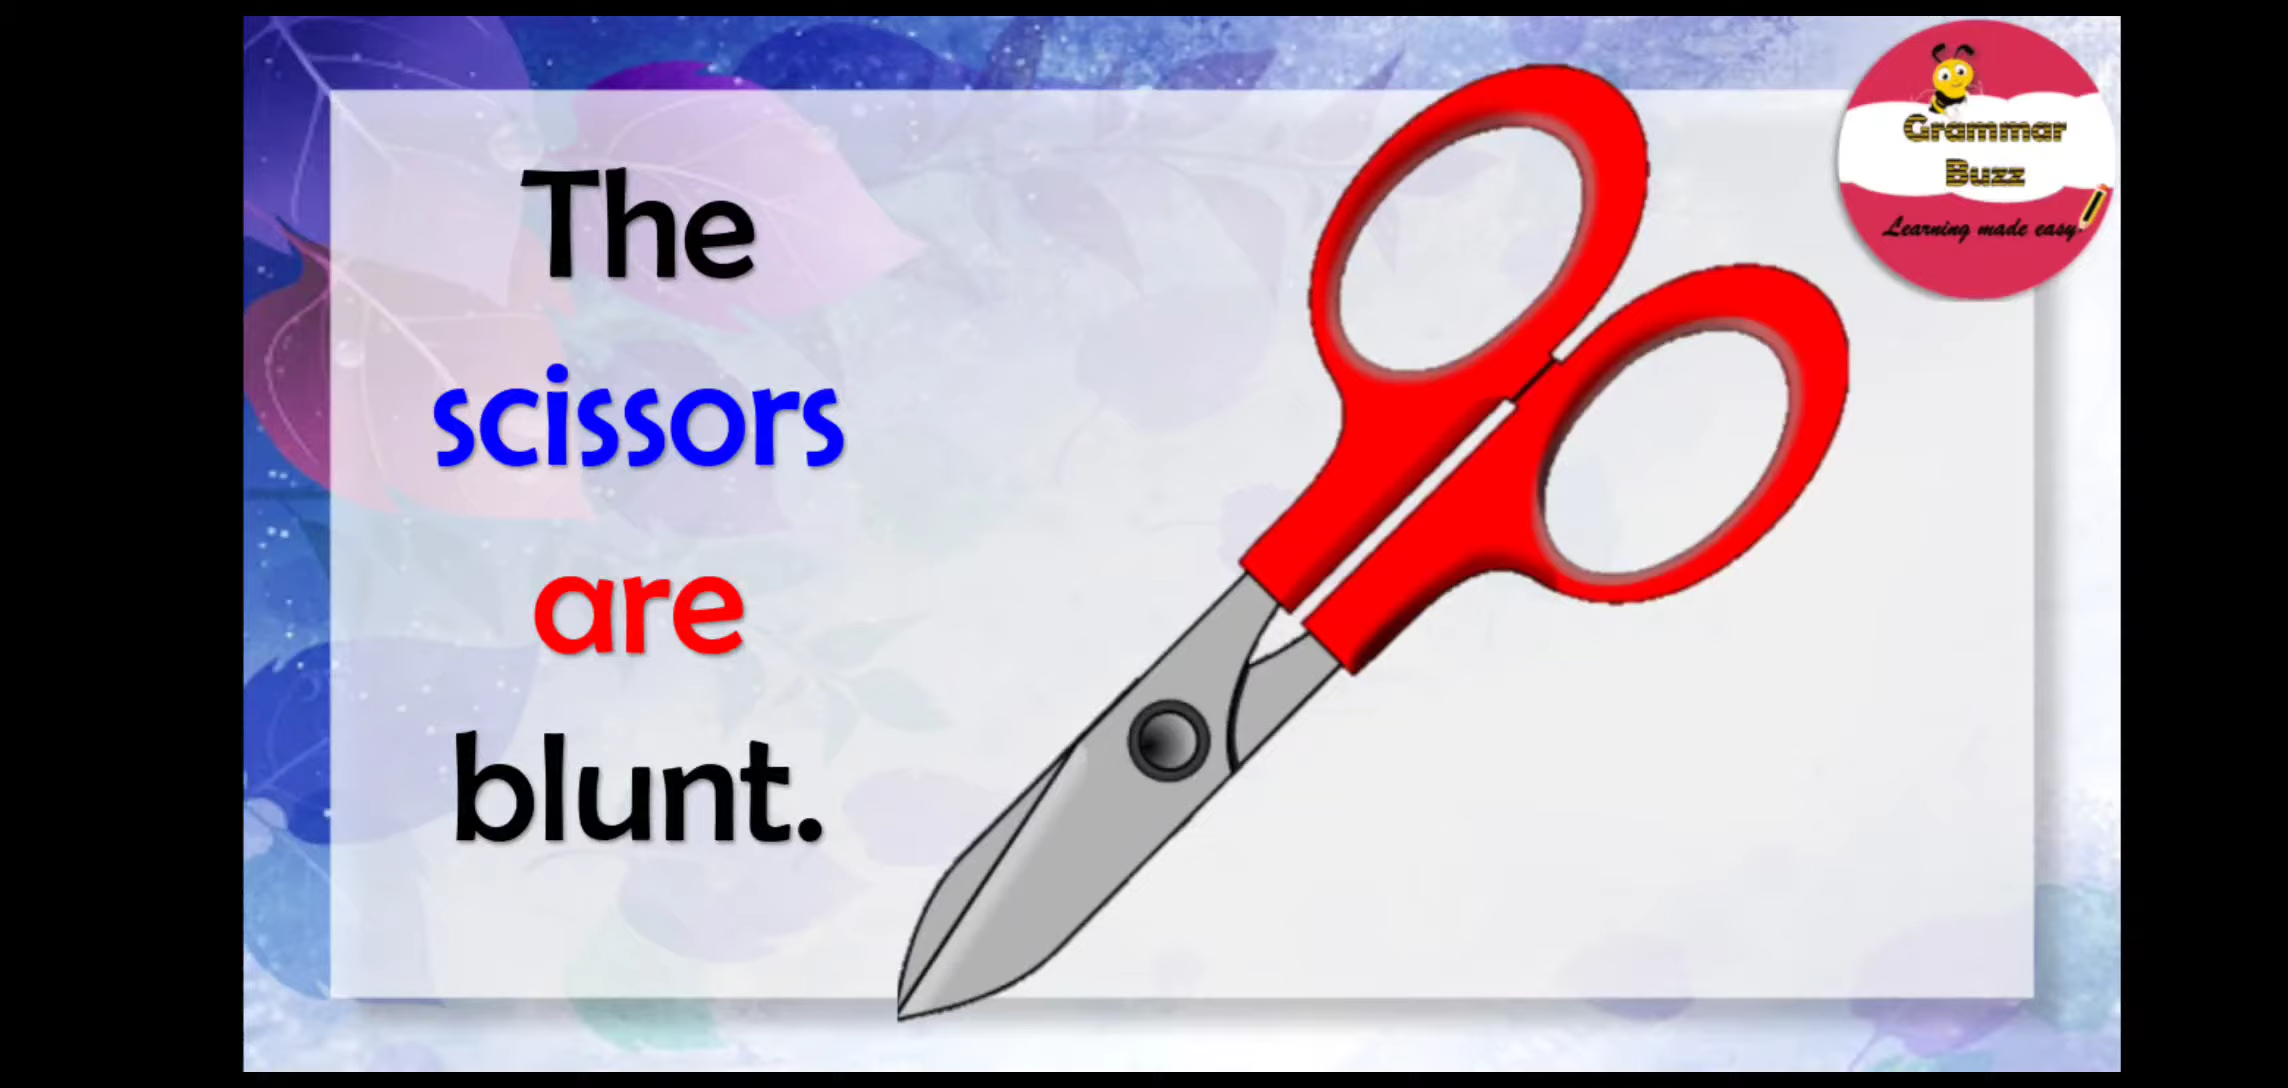 The
scissors
are
blunt.
Grammar
Buzz
Learning made easy